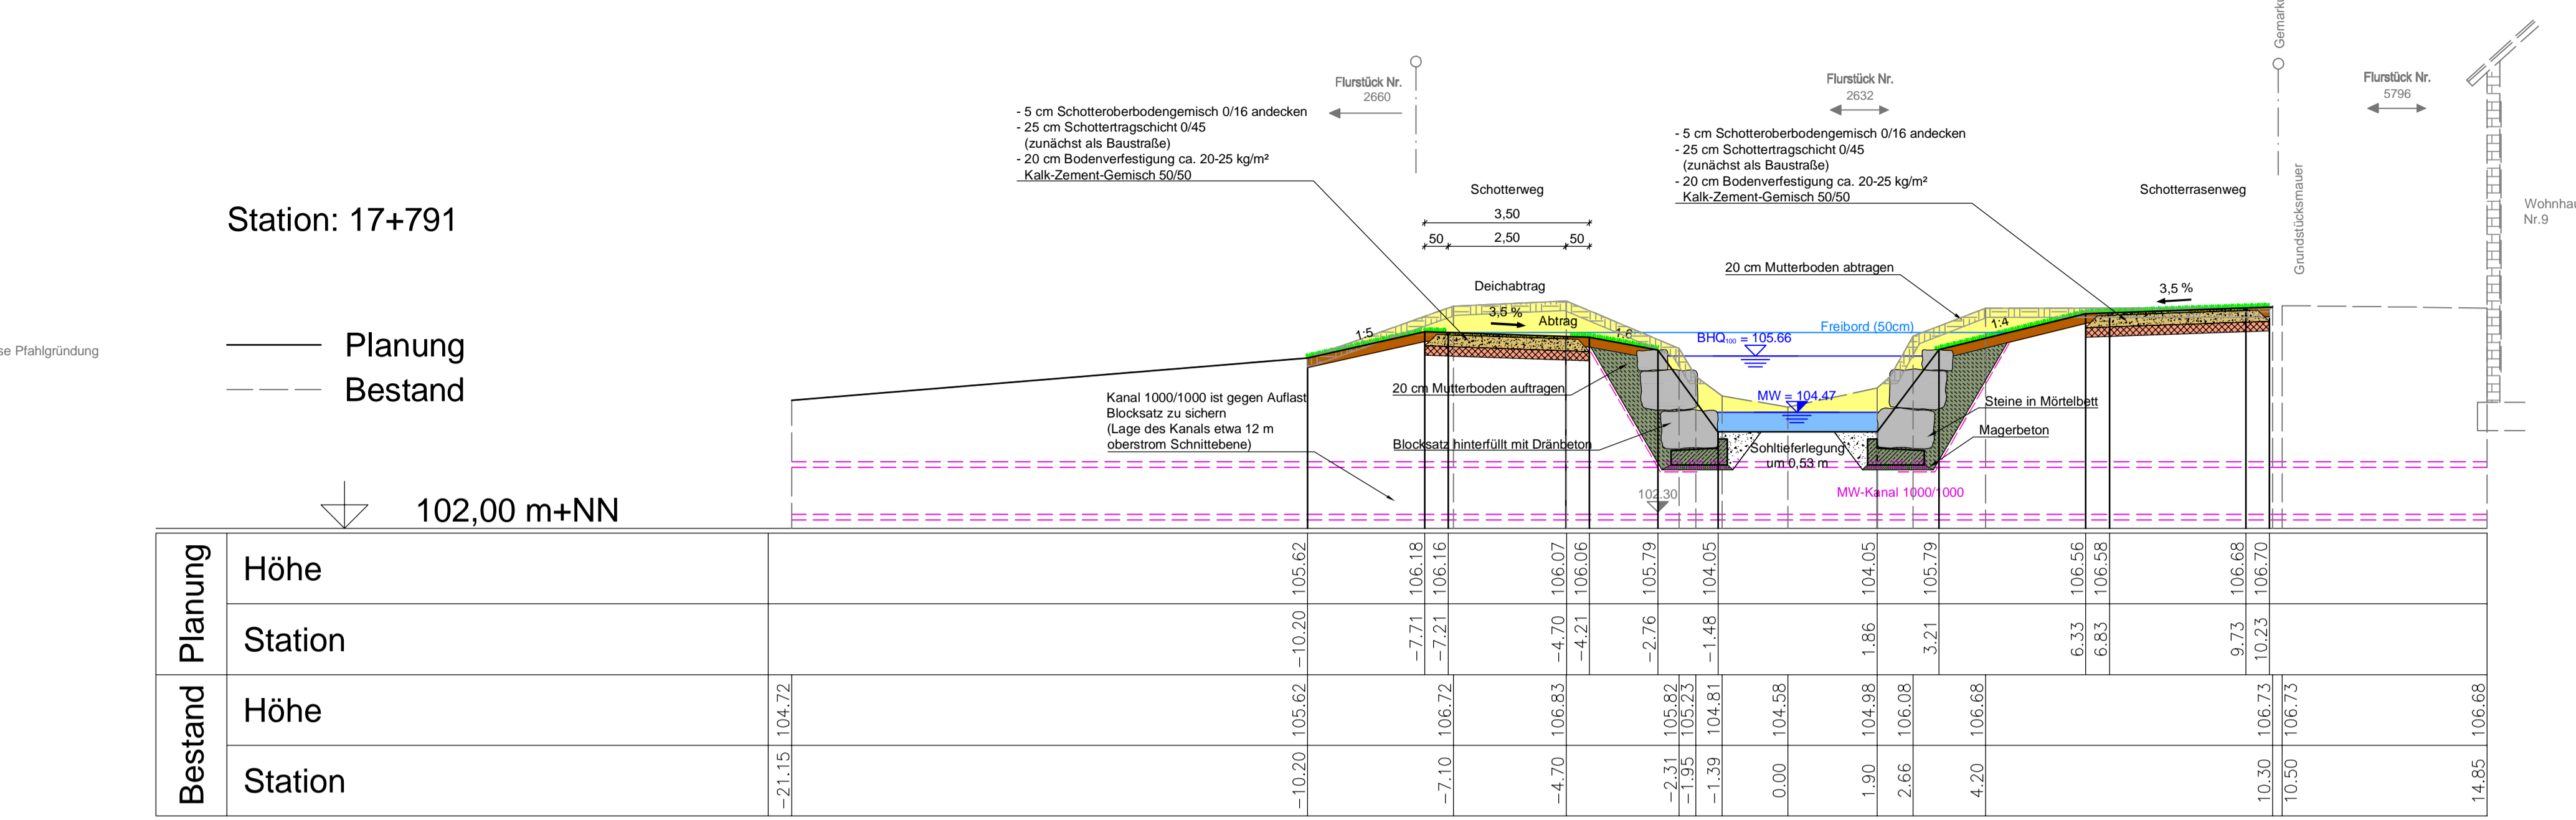 Gemarku
Flurstück Nr.
2660
Flurstück Nr.
2632
Flurstück Nr.
5796
- 5 cm Schotteroberbodengemisch 0/16 andecken
- 25 cm Schottertragschicht 0/45
(zunächst als Baustraße)
- 20 cm Bodenverfestigung ca. 20-25 kg/m²
Kalk-Zement-Gemisch 50/50
- 5 cm Schotteroberbodengemisch 0/16 andecken
- 25 cm Schottertragschicht 0/45
(zunächst als Baustraße)
- 20 cm Bodenverfestigung ca. 20-25 kg/m²
Kalk-Zement-Gemisch 50/50
Station: 17+791
Schotterweg
3,50
50 2,50 50
Schotterrasenweg
Grundstücksmauer
Wohnhau
Nr.9
20 cm Mutterboden abtragen
Deichabtrag
3,5 %
3,5 %
Abtrag
1:5
1:6
1:4
Freibord (50cm)
BHQ₁₀₀ = 105.66
MW = 104.47
Planung
Bestand
se Pfahlgründung
20 cm Mutterboden auftragen
Kanal 1000/1000 ist gegen Auflast
Blocksatz zu sichern
(Lage des Kanals etwa 12 m
oberstrom Schnittebene)
Blocksatz hinterfüllt mit Dränbeton
Steine in Mörtelbett
Magerbeton
Sohltieferlegung
um 0,53 m
102.30
MW-Kanal 1000/1000
102,00 m+NN
Planung
Höhe
105.62 106.18 106.16 106.07 106.06 105.79 104.05 104.05 105.79 106.56 106.58 106.68 106.70
Station
-10.20 -7.71 -7.21 -4.70 -4.21 -2.76 -1.48 1.86 3.21 6.33 6.83 9.73 10.23
Bestand
Höhe
104.72 105.62 106.72 106.83 105.82 105.23 104.81 104.58 104.98 106.08 106.68 106.73 106.73 106.68
Station
-21.15 -10.20 -7.10 -4.70 -2.31 -1.95 -1.39 0.00 1.90 2.66 4.20 10.30 10.50 14.85